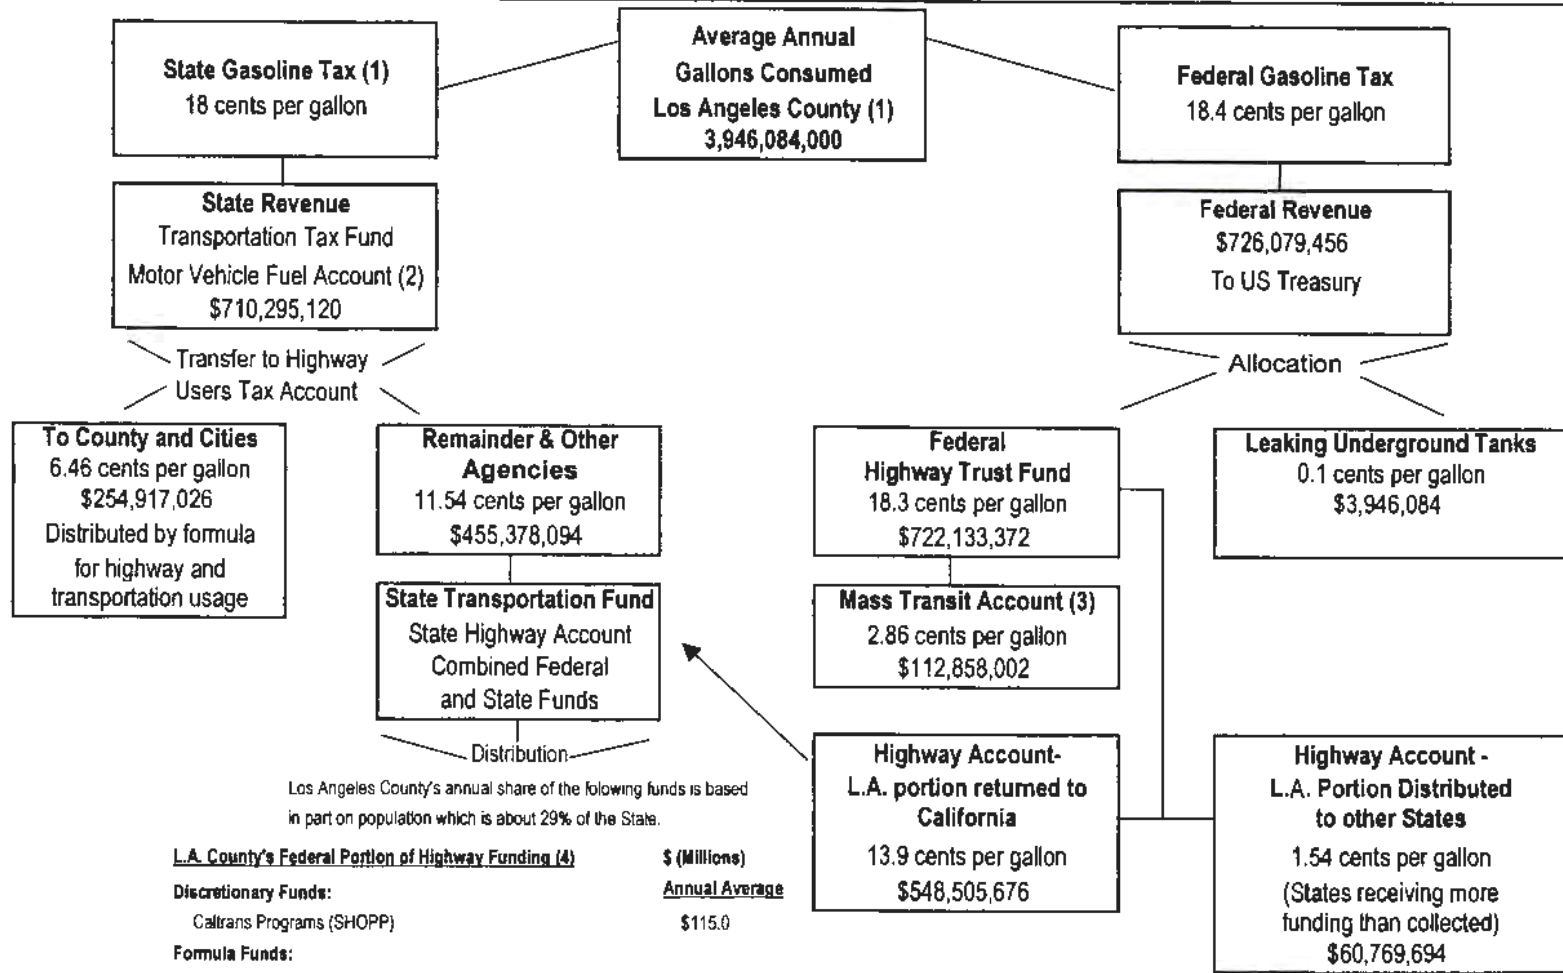 Average Annual
Gallons Consumed
Los Angeles County (1)
3,946,084,000
State Gasoline Tax (1)
18 cents per gallon
Federal Gasoline Tax
18.4 cents per gallon
State Revenue
Transportation Tax Fund
Motor Vehicle Fuel Account (2)
$710,295,120
Federal Revenue
$726,079,456
To US Treasury
Transfer to Highway
Users Tax Account
Allocation
To County and Cities
6.46 cents per gallon
$254,917,026
Distributed by formula
for highway and
transportation usage
Remainder & Other
Agencies
11.54 cents per gallon
$455,378,094
Federal
Highway Trust Fund
18.3 cents per gallon
$722,133,372
Leaking Underground Tanks
0.1 cents per gallon
$3,946,084
State Transportation Fund
State Highway Account
Combined Federal
and State Funds
Mass Transit Account (3)
2.86 cents per gallon
$112,858,002
Distribution
Highway Account-
L.A. portion returned to
California
13.9 cents per gallon
$548,505,676
Highway Account -
L.A. Portion Distributed
to other States
1.54 cents per gallon
(States receiving more
funding than collected)
$60,769,694
Los Angeles County's annual share of the folowing funds is based
in part on population which is about 29% of the State.
L.A. County's Federal Portion of Highway Funding (4) $ (Millions)
Discretionary Funds: Annual Average
Caltrans Programs (SHOPP) $115.0
Formula Funds: